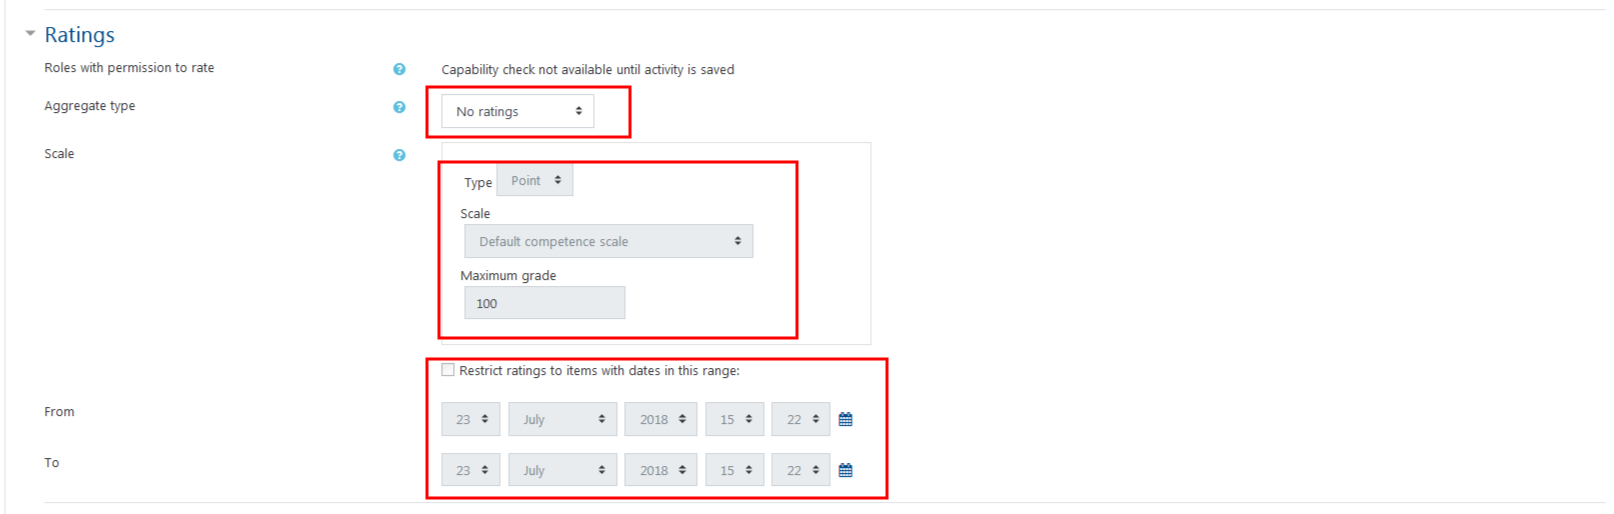 Ratings
Roles with permission to rate
Capability check not available until activity is saved
Aggregate type
No ratings
Scale
Type Point
Scale
Default competence scale
Maximum grade
100
Restrict ratings to items with dates in this range:
From
23 July 2018 15 22
To
23 July 2018 15 22